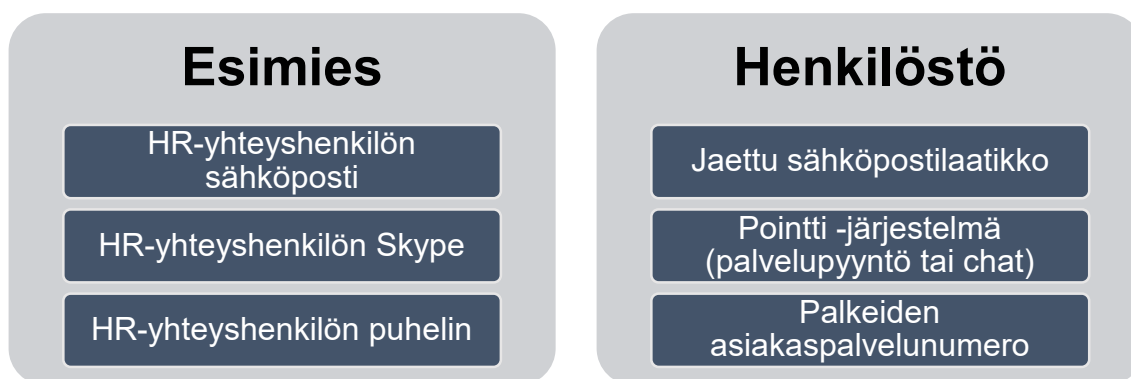 Esimies
HR-yhteyshenkilön
sähköposti
HR-yhteyshenkilön Skype
HR-yhteyshenkilön puhelin
Henkilöstö
Jaettu sähköpostilaatikko
Pointti -järjestelmä
(palvelupyyntö tai chat)
Palkeiden
asiakaspalvelunumero